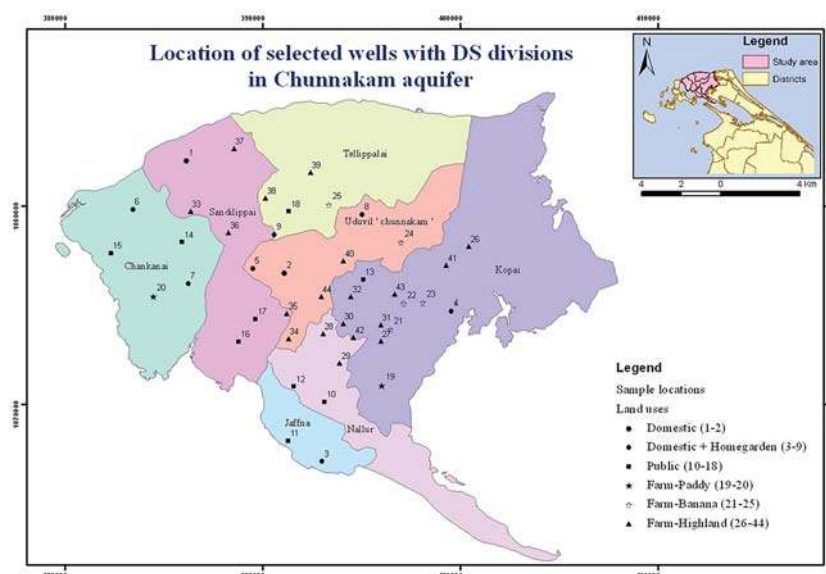 Location of selected wells with DS divisions
in Chunnakam aquifer
N
Legend
Study area
Districts
4 2 0 4 Km
37
1
39
Tellippalai
38
25
18
6
33
Sandilippai
8
Uduvil ' chunnakam '
36
9
24
14
26
15
40
41
Kopai
Chankanai
5
2
13
7
20
44
32
43
22
23
4
17
35
30
31
21
16
34
28
42
27
29
12
19
10
Jaffna
Nallur
11
3
Legend
Sample locations
Land uses
Domestic (1-2)
Domestic + Homegarden (3-9)
Public (10-18)
Farm-Paddy (19-20)
Farm-Banana (21-25)
Farm-Highland (26-44)